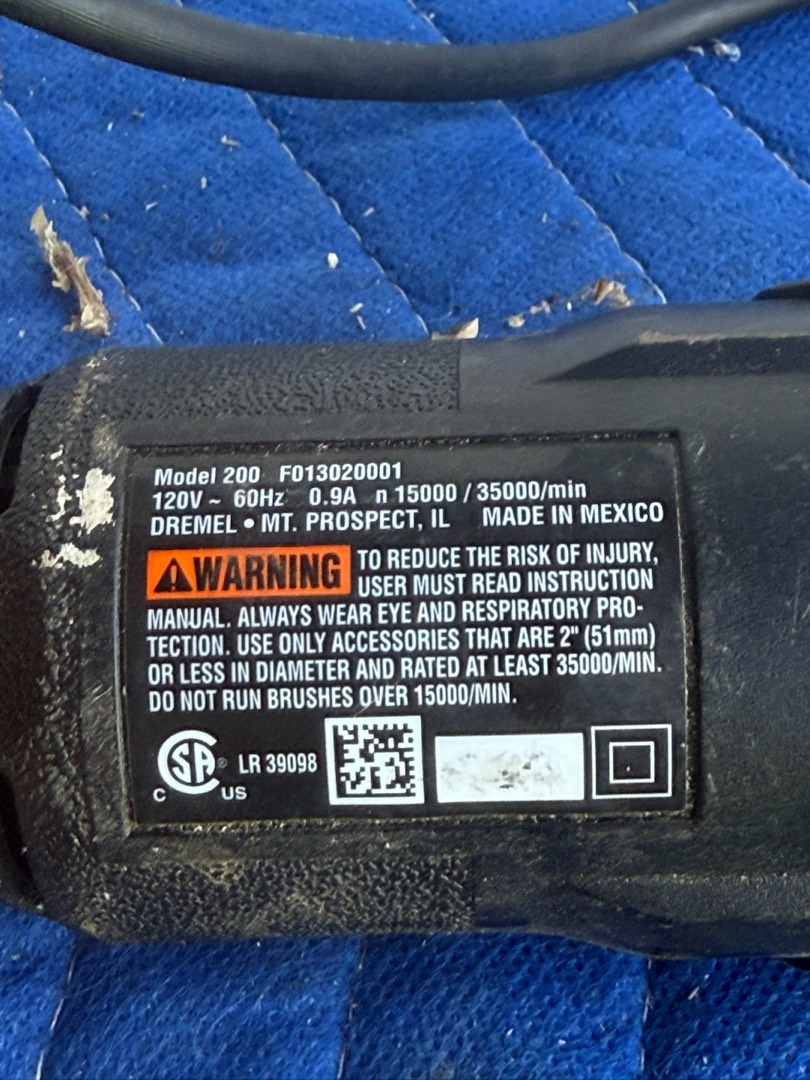 Model 200 F013020001
120V ~ 60Hz 0.9A n 15000 / 35000/min
DREMEL • MT. PROSPECT, IL MADE IN MEXICO
⚠WARNING TO REDUCE THE RISK OF INJURY,
USER MUST READ INSTRUCTION
MANUAL. ALWAYS WEAR EYE AND RESPIRATORY PRO-
TECTION. USE ONLY ACCESSORIES THAT ARE 2" (51mm)
OR LESS IN DIAMETER AND RATED AT LEAST 35000/MIN.
DO NOT RUN BRUSHES OVER 15000/MIN.
CSA® LR 39098
C US